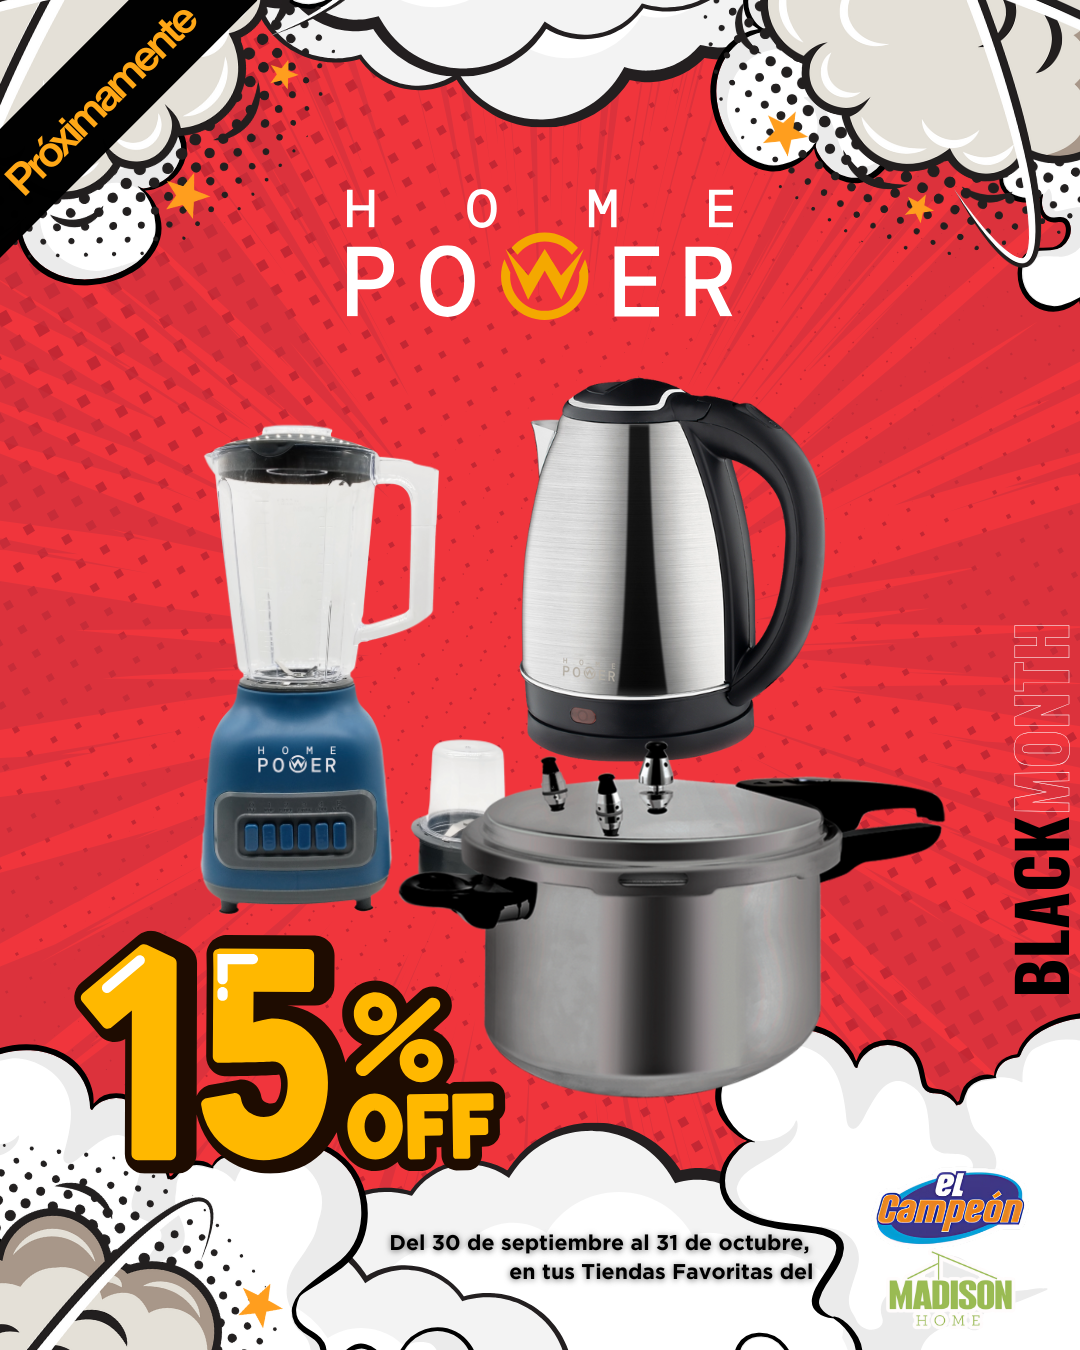 Próximamente
HOME
POWER
HOME
POWER
HOME
POWER
BLACK MONTH
15%
OFF
Del 30 de septiembre al 31 de octubre,
en tus Tiendas Favoritas del
el
Campeón
MADISON
HOME